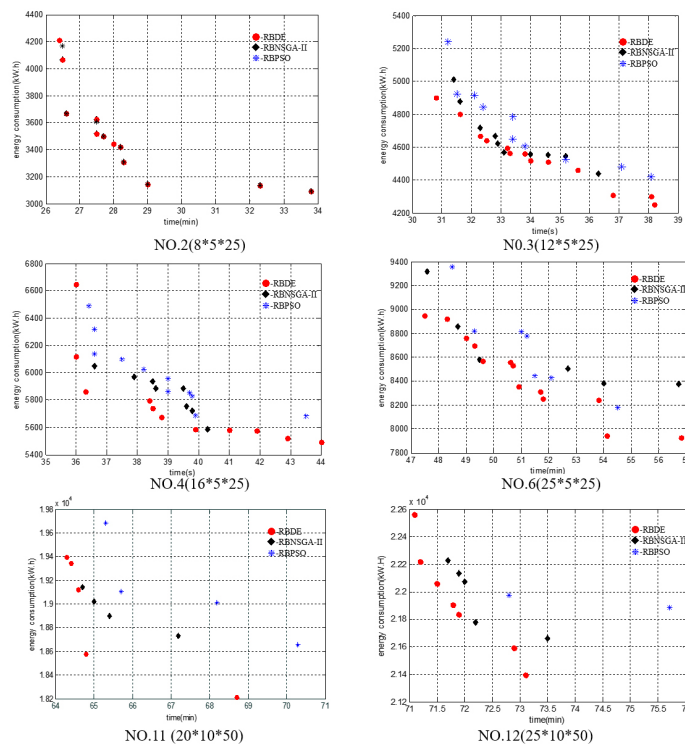 4400
4200
4000
3800
3600
3400
3200
3000
energy consumption(kW.h)
-RBDE
-RBNSGA-II
-RBPSO
26 27 28 29 30 31 32 33 34
time(min)
NO.2(8*5*25)
5400
5200
5000
4800
4600
4400
4200
energy consumption(kW.h)
-RBDE
-RBNSGA-II
-RBPSO
30 31 32 33 34 35 36 37 38 39
time(s)
N0.3(12*5*25)
6800
6600
6400
6200
6000
5800
5600
5400
energy consumption(kW.h)
-RBDE
-RBNSGA-II
-RBPSO
35 36 37 38 39 40 41 42 43 44
time(s)
NO.4(16*5*25)
9400
9200
9000
8800
8600
8400
8200
8000
7800
energy consumption(kW.h)
-RBDE
-RBNSGA-II
-RBPSO
47 48 49 50 51 52 53 54 55 56
time(min)
NO.6(25*5*25)
x 10⁴
1.98
1.96
1.94
1.92
1.9
1.88
1.86
1.84
1.82
energy consumption(kW.h)
-RBDE
-RBNSGA-II
-RBPSO
64 65 66 67 68 69 70 71
time(min)
NO.11 (20*10*50)
x 10⁴
2.26
2.24
2.22
2.2
2.18
2.16
2.14
2.12
energy consumption(kW.H)
-RBDE
-RBNSGA-II
-RBPSO
71 71.5 72 72.5 73 73.5 74 74.5 75 75.5
time(min)
NO.12(25*10*50)